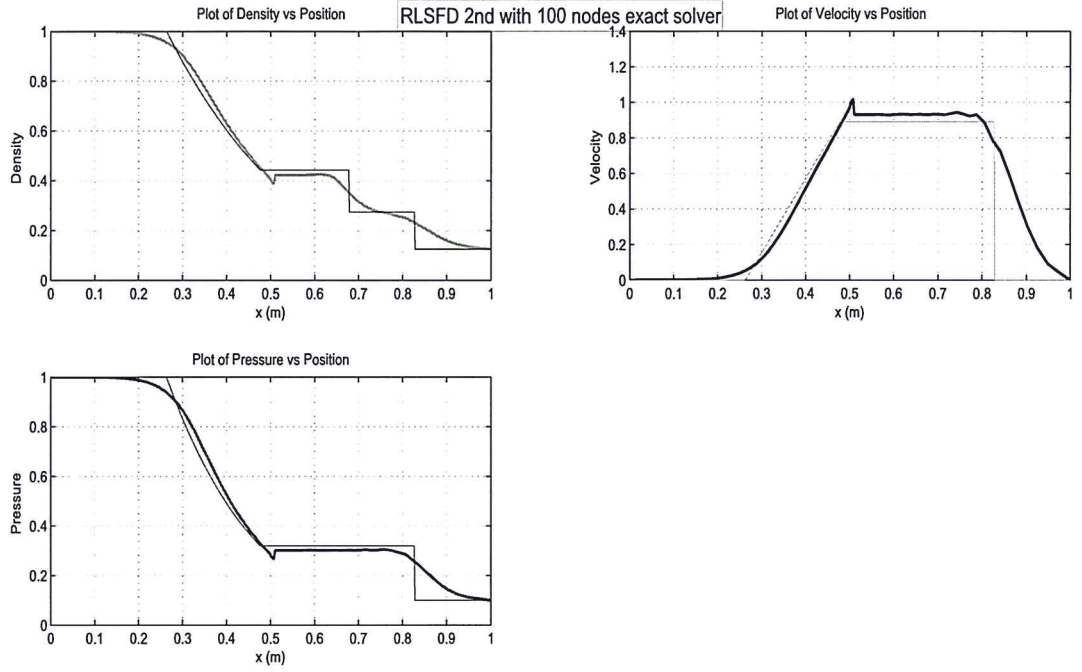 RLSFD 2nd with 100 nodes exact solver
Plot of Density vs Position
1
0.8
0.6
0.4
0.2
0
Density
0 0.1 0.2 0.3 0.4 0.5 0.6 0.7 0.8 0.9 1
x (m)
Plot of Velocity vs Position
1.4
1.2
1
0.8
0.6
0.4
0.2
0
Velocity
0 0.1 0.2 0.3 0.4 0.5 0.6 0.7 0.8 0.9 1
x (m)
Plot of Pressure vs Position
1
0.8
0.6
0.4
0.2
0
Pressure
0 0.1 0.2 0.3 0.4 0.5 0.6 0.7 0.8 0.9 1
x (m)